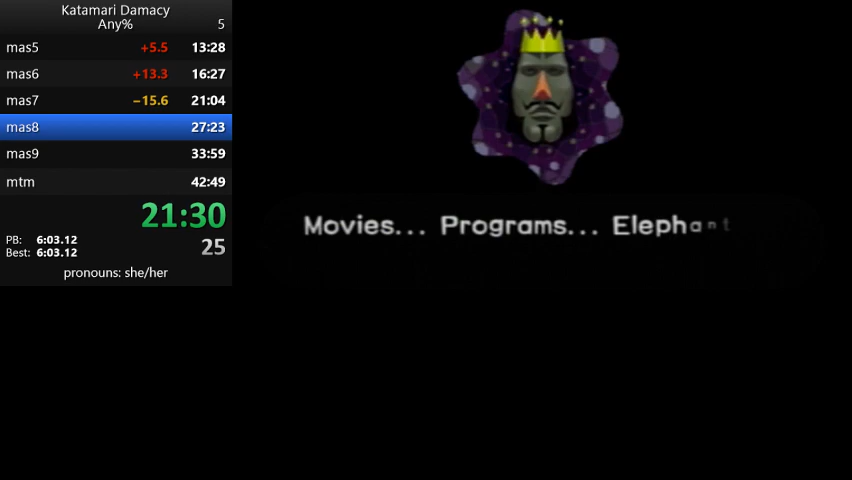 Katamari Damacy
Any% 5
mas5 +5.5 13:28
mas6 +13.3 16:27
mas7 −15.6 21:04
mas8 27:23
mas9 33:59
mtm 42:49
21:30
PB: 6:03.12
Best: 6:03.12
25
pronouns: she/her
Movies... Programs... Elephant